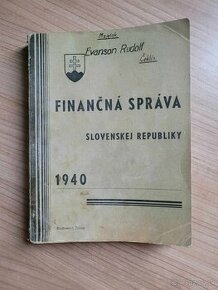 Evanson Rudolf
FINANČNÁ SPRÁVA
SLOVENSKEJ REPUBLIKY
1940